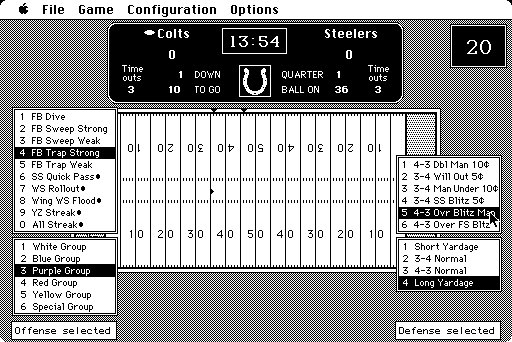 File Game Configuration Options
Colts 13:54 Steelers
0 0
20
Time outs 1 DOWN QUARTER 1 Time outs
3 10 TO GO BALL ON 36 3
1 FB Dive
2 FB Sweep Strong
3 FB Sweep Weak
4 FB Trap Strong
5 FB Trap Weak
6 SS Quick Pass•
7 WS Rollout•
8 Wing WS Flood•
9 YZ Streak•
0 All Streak•
10 20 30 40 50 40 30 20 10
10 20 30 40 50 40 30 20 10
1 4-3 Dbl Man 10¢
2 3-4 Will Out 5¢
3 3-4 Man Under 10¢
4 4-3 SS Blitz 5¢
5 4-3 Ovr Blitz Man
6 4-3 Over FS Blitz
1 White Group
2 Blue Group
3 Purple Group
4 Red Group
5 Yellow Group
6 Special Group
1 Short Yardage
2 3-4 Normal
3 4-3 Normal
4 Long Yardage
Offense selected
Defense selected